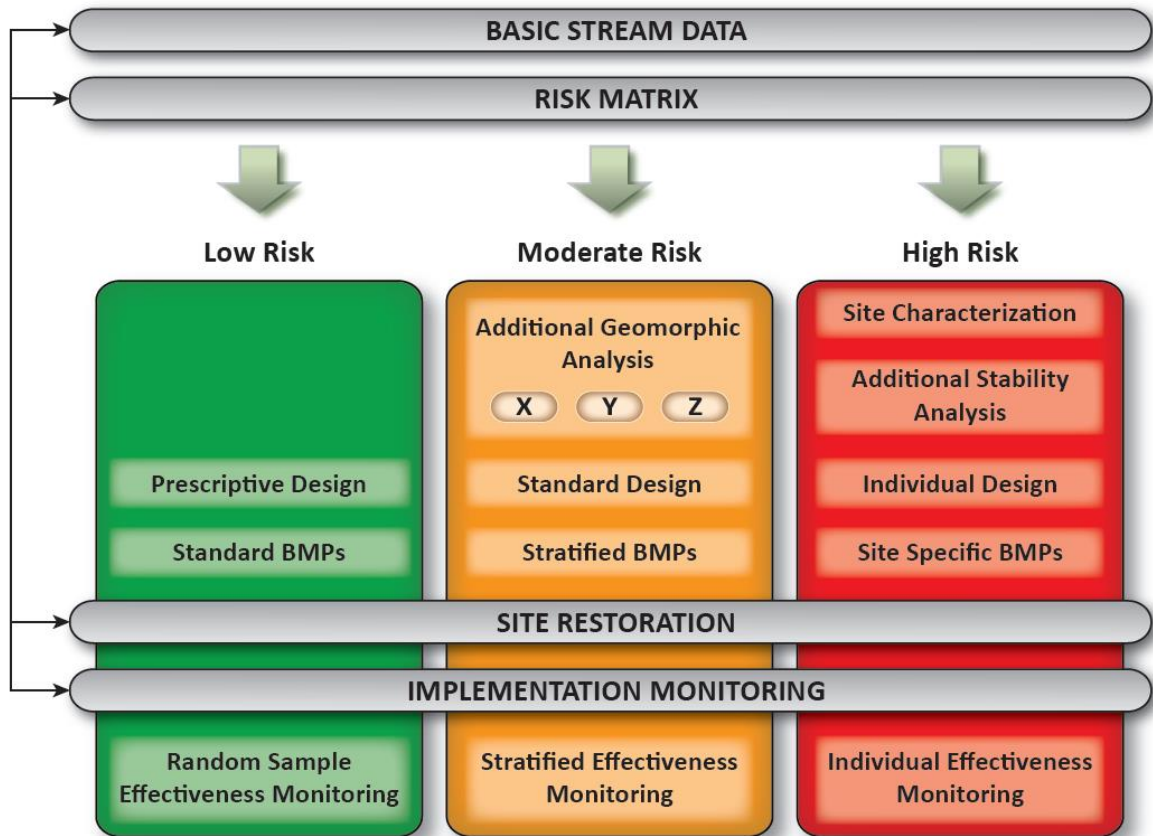 BASIC STREAM DATA
RISK MATRIX
Low Risk
Moderate Risk
High Risk
Additional Geomorphic
Analysis
X Y Z
Site Characterization
Additional Stability
Analysis
Prescriptive Design
Standard Design
Individual Design
Standard BMPs
Stratified BMPs
Site Specific BMPs
SITE RESTORATION
IMPLEMENTATION MONITORING
Random Sample
Effectiveness Monitoring
Stratified Effectiveness
Monitoring
Individual Effectiveness
Monitoring